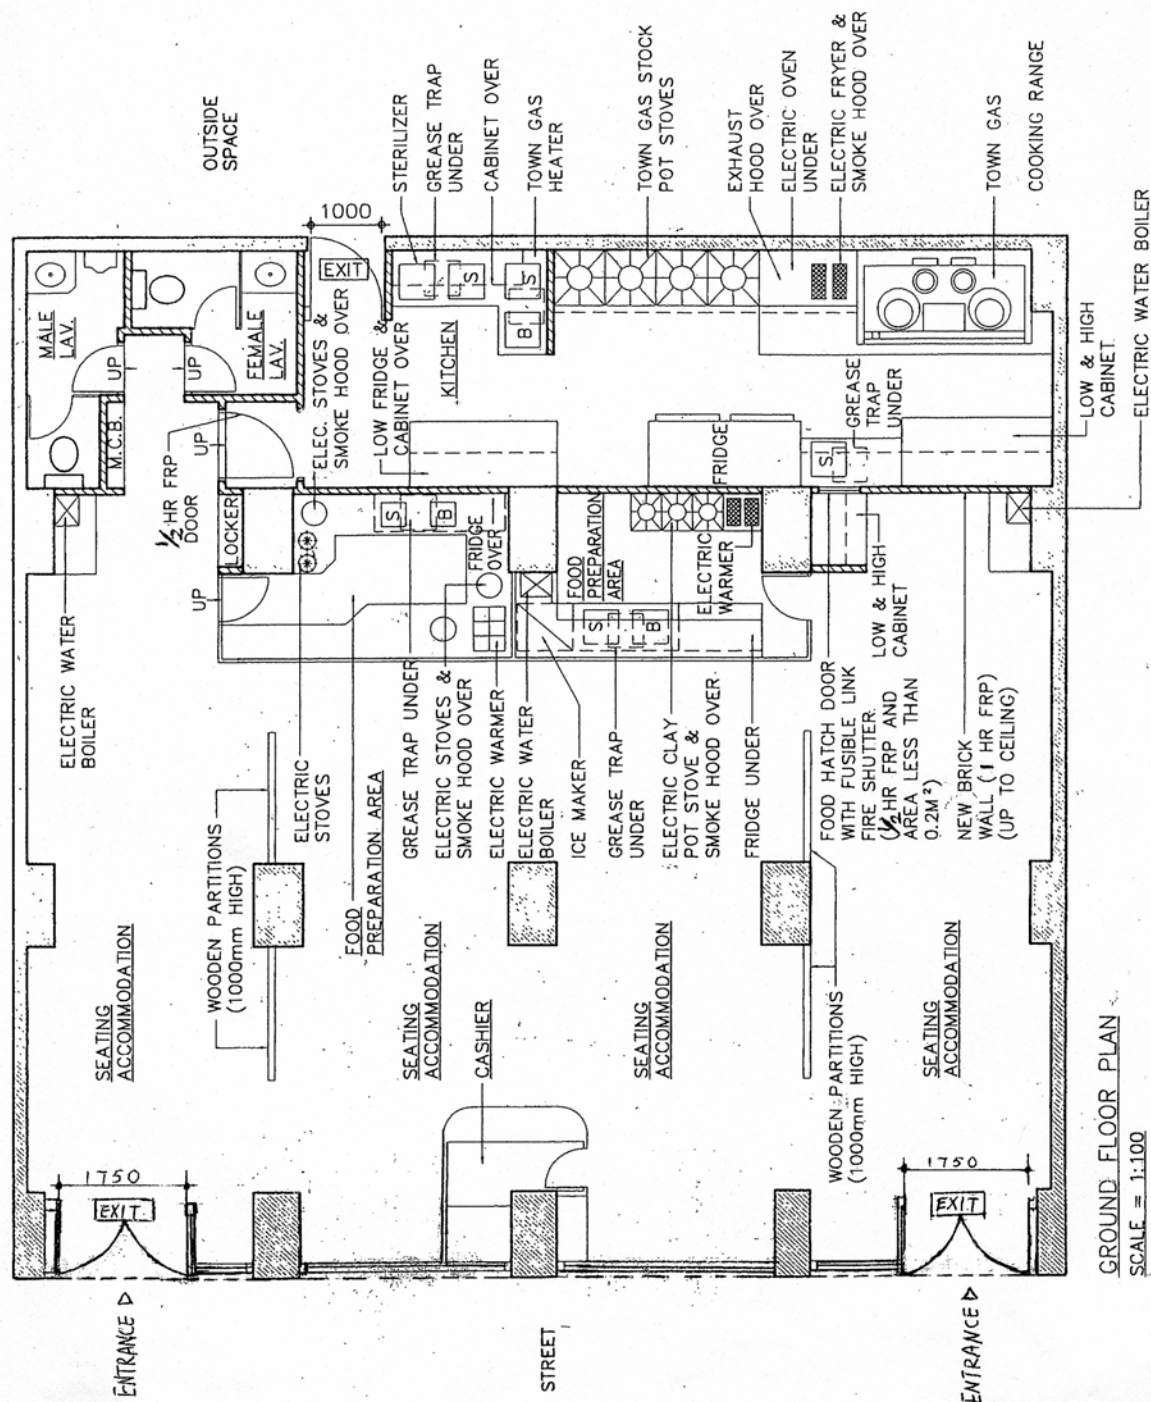 OUTSIDE
SPACE
MALE
LAV.
UP
UP
FEMALE
LAV.
M.C.B.
UP
½ HR FRP
DOOR
LOCKER
UP
EXIT
1000
ELEC. STOVES &
SMOKE HOOD OVER
LOW FRIDGE &
CABINET OVER
KITCHEN
STERILIZER
GREASE TRAP
UNDER
CABINET OVER
TOWN GAS
HEATER
TOWN GAS STOCK
POT STOVES
EXHAUST
HOOD OVER
ELECTRIC OVEN
UNDER
ELECTRIC FRYER &
SMOKE HOOD OVER
TOWN GAS
COOKING RANGE
S
S
B
FRIDGE
S
GREASE
TRAP
UNDER
LOW & HIGH
CABINET
ELECTRIC WATER BOILER
S
B
FRIDGE
OVER
FOOD
PREPARATION
AREA
ELECTRIC
WARMER
S
B
LOW & HIGH
CABINET
ELECTRIC WATER
BOILER
ELECTRIC
STOVES
FOOD
PREPARATION AREA
GREASE TRAP UNDER
ELECTRIC STOVES &
SMOKE HOOD OVER
ELECTRIC WARMER
ELECTRIC WATER
BOILER
ICE MAKER
GREASE TRAP
UNDER
ELECTRIC CLAY
POT STOVE &
SMOKE HOOD OVER
FRIDGE UNDER
FOOD HATCH DOOR
WITH FUSIBLE LINK
FIRE SHUTTER
(½ HR FRP AND
AREA LESS THAN
0.2M²)
NEW BRICK
WALL (1 HR FRP)
(UP TO CEILING)
WOODEN PARTITIONS
(1000mm HIGH)
SEATING
ACCOMMODATION
SEATING
ACCOMMODATION
SEATING
ACCOMMODATION
SEATING
ACCOMMODATION
CASHIER
WOODEN PARTITIONS
(1000mm HIGH)
1750
EXIT
1750
EXIT
ENTRANCE
STREET
ENTRANCE
GROUND FLOOR PLAN
SCALE = 1:100